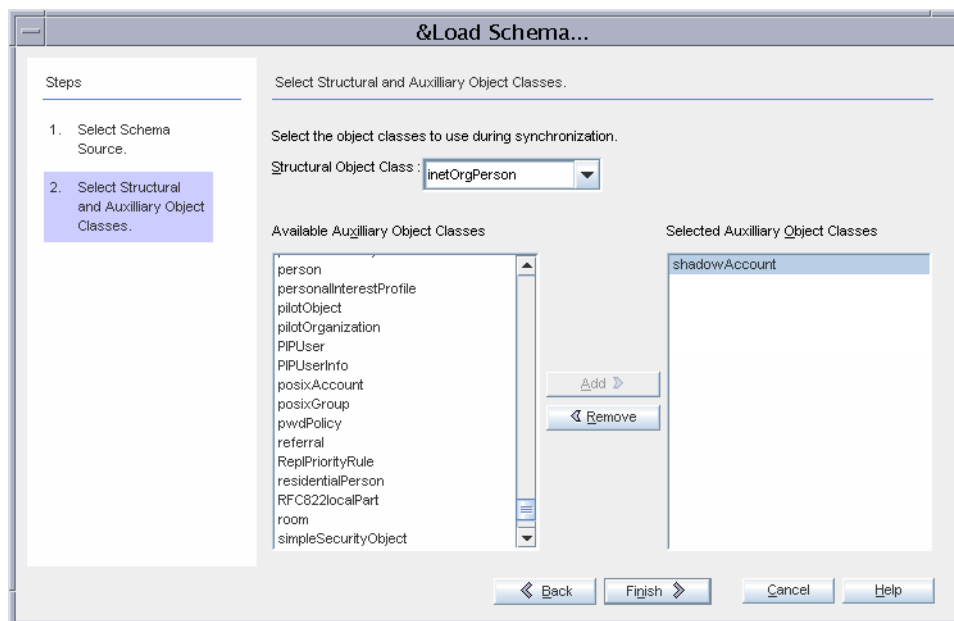 &Load Schema...
Steps
1. Select Schema
Source.
2. Select Structural
and Auxilliary Object
Classes.
Select Structural and Auxilliary Object Classes.
Select the object classes to use during synchronization.
Structural Object Class :
inetOrgPerson
Available Auxilliary Object Classes
person
personalInterestProfile
pilotObject
pilotOrganization
PIPUser
PIPUserInfo
posixAccount
posixGroup
pwdPolicy
referral
ReplPriorityRule
residentialPerson
RFC822localPart
room
simpleSecurityObject
Add
Remove
Selected Auxilliary Object Classes
shadowAccount
Back
Finish
Cancel
Help